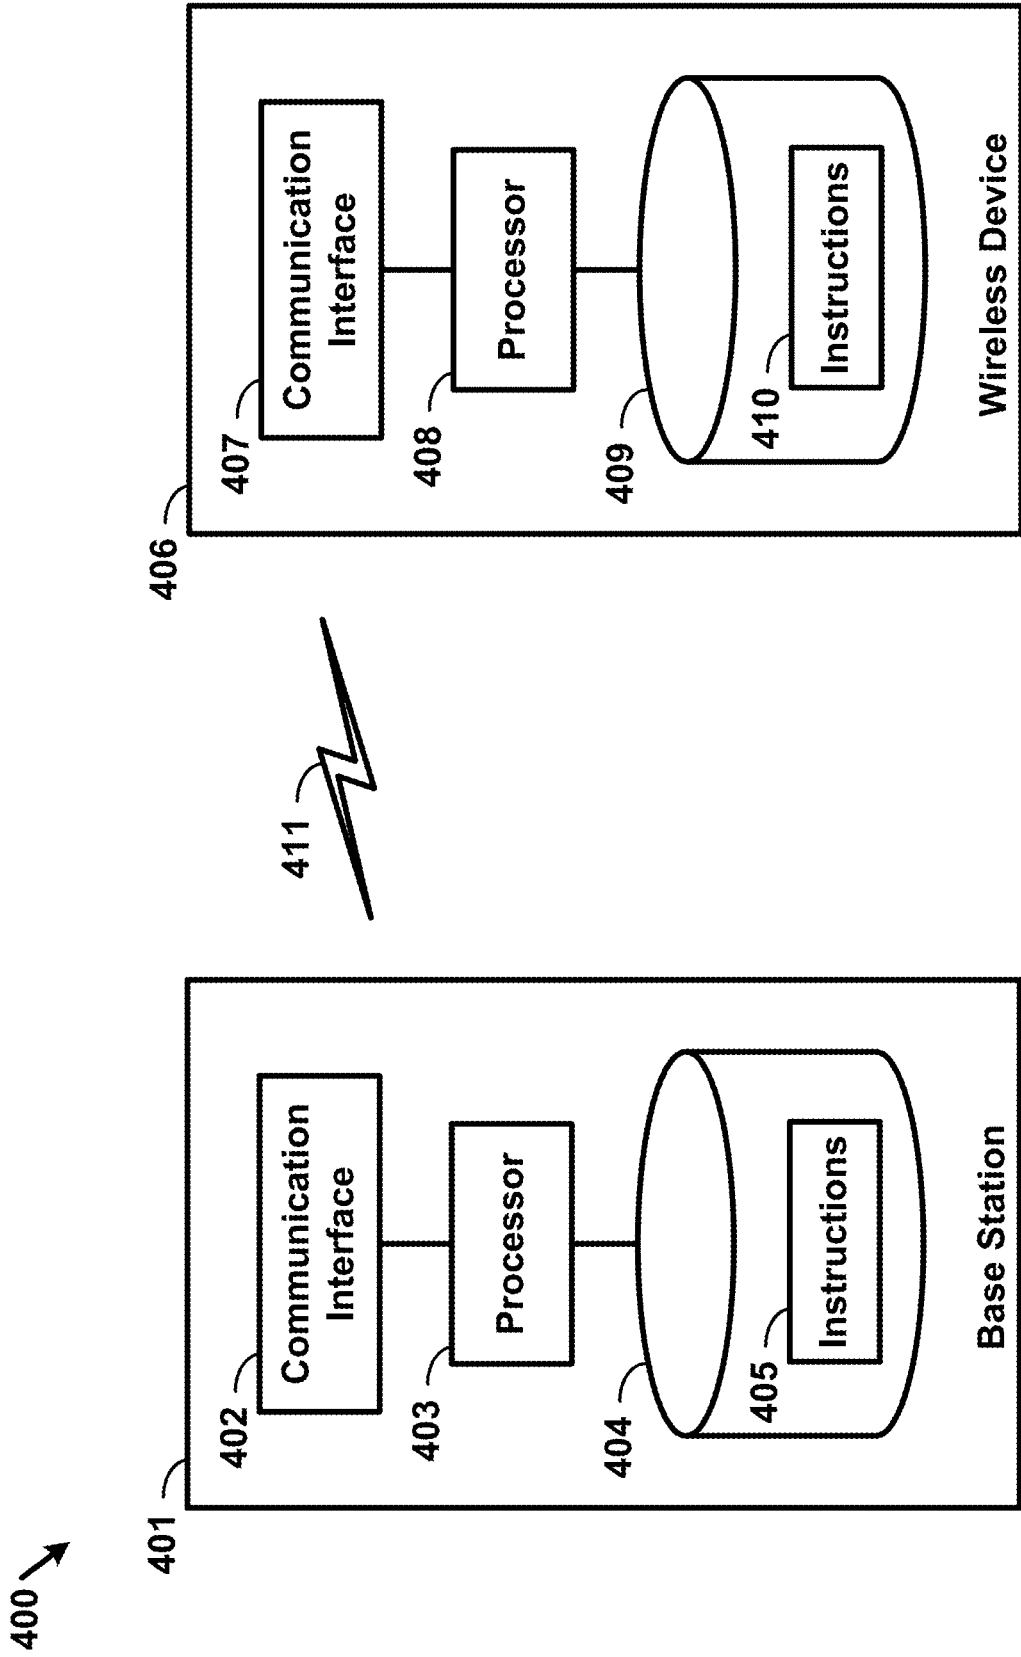 400
401
402
Communication
Interface
403
Processor
404
405
Instructions
Base Station
411
406
407
Communication
Interface
408
Processor
409
410
Instructions
Wireless Device